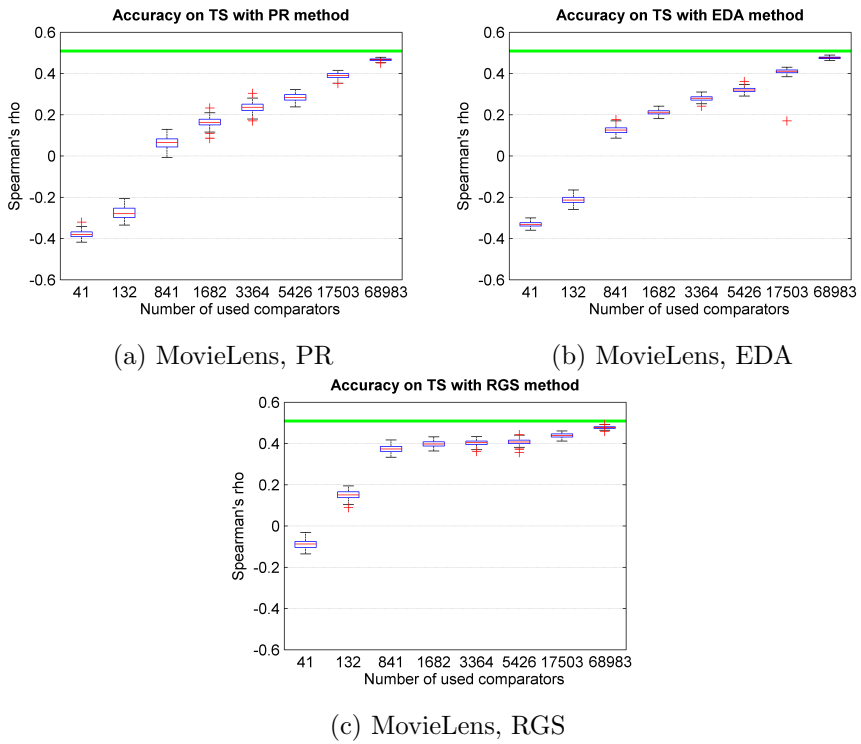 Accuracy on TS with PR method
Spearman's rho
0.6
0.4
0.2
0
-0.2
-0.4
-0.6
41 132 841 1682 3364 5426 17503 68983
Number of used comparators
(a) MovieLens, PR
Accuracy on TS with EDA method
Spearman's rho
0.6
0.4
0.2
0
-0.2
-0.4
-0.6
41 132 841 1682 3364 5426 17503 68983
Number of used comparators
(b) MovieLens, EDA
Accuracy on TS with RGS method
Spearman's rho
0.6
0.4
0.2
0
-0.2
-0.4
-0.6
41 132 841 1682 3364 5426 17503 68983
Number of used comparators
(c) MovieLens, RGS